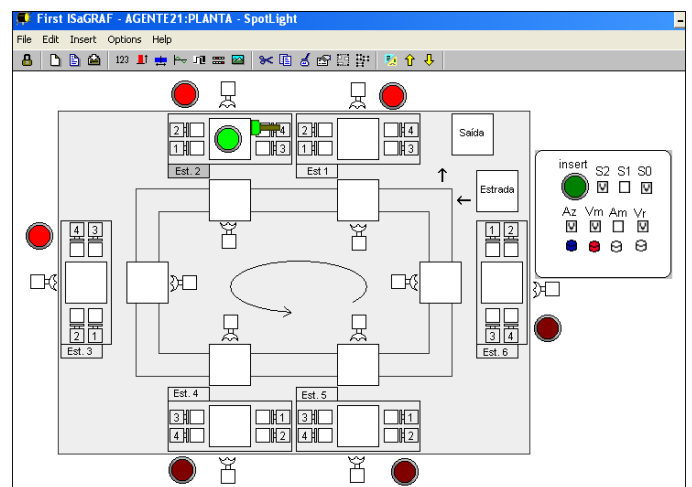 First ISaGRAF - AGENTE21:PLANTA - SpotLight
File Edit Insert Options Help
123
2 4 2 4
1 3 1 3
Est. 2 Est 1
Saída
Estrada
insert S2 S1 S0
V V
Az Vm Am Vr
V V V
4 3
1 2
2 1
3 4
Est. 3
Est. 6
Est. 4 Est. 5
3 1 3 1
4 2 4 2